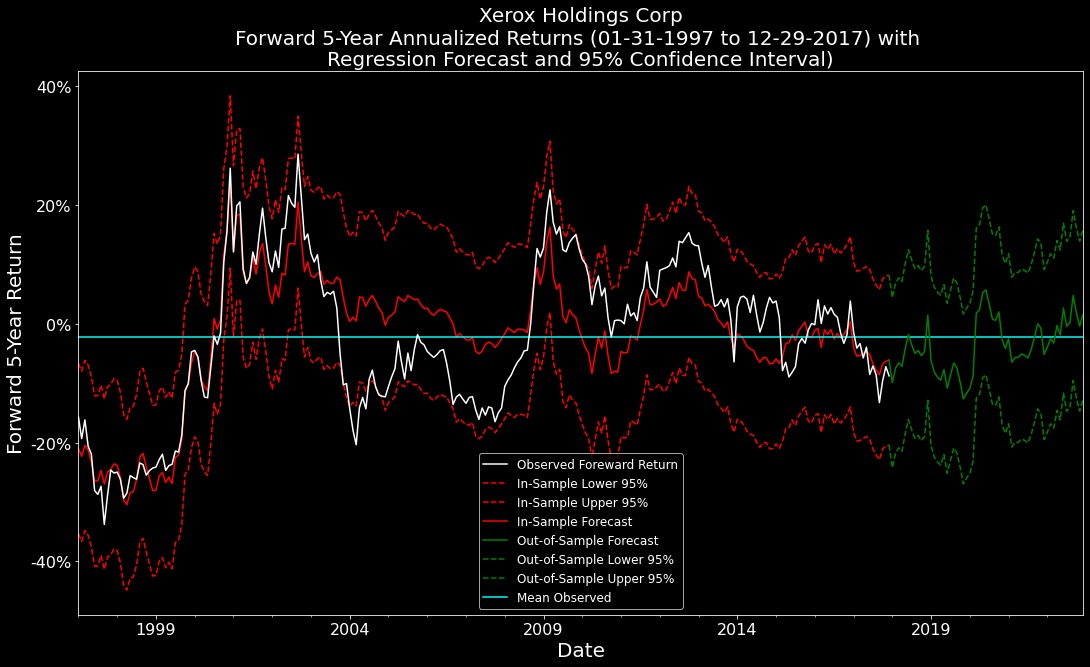 Xerox Holdings Corp
Forward 5-Year Annualized Returns (01-31-1997 to 12-29-2017) with
Regression Forecast and 95% Confidence Interval)
40%
20%
0%
-20%
-40%
Forward 5-Year Return
Observed Foreward Return
In-Sample Lower 95%
In-Sample Upper 95%
In-Sample Forecast
Out-of-Sample Forecast
Out-of-Sample Lower 95%
Out-of-Sample Upper 95%
Mean Observed
1999 2004 2009 2014 2019
Date